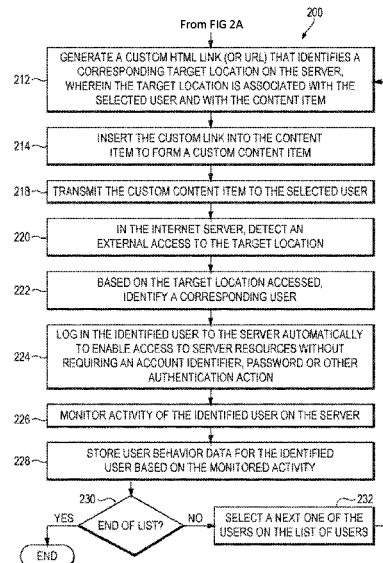 From FIG 2A
200
212
GENERATE A CUSTOM HTML LINK (OR URL) THAT IDENTIFIES A
CORRESPONDING TARGET LOCATION ON THE SERVER,
WHEREIN THE TARGET LOCATION IS ASSOCIATED WITH THE
SELECTED USER AND WITH THE CONTENT ITEM
214
INSERT THE CUSTOM LINK INTO THE CONTENT
ITEM TO FORM A CUSTOM CONTENT ITEM
218
TRANSMIT THE CUSTOM CONTENT ITEM TO THE SELECTED USER
220
IN THE INTERNET SERVER, DETECT AN
EXTERNAL ACCESS TO THE TARGET LOCATION
222
BASED ON THE TARGET LOCATION ACCESSED,
IDENTIFY A CORRESPONDING USER
224
LOG IN THE IDENTIFIED USER TO THE SERVER AUTOMATICALLY
TO ENABLE ACCESS TO SERVER RESOURCES WITHOUT
REQUIRING AN ACCOUNT IDENTIFIER, PASSWORD OR OTHER
AUTHENTICATION ACTION
226
MONITOR ACTIVITY OF THE IDENTIFIED USER ON THE SERVER
228
STORE USER BEHAVIOR DATA FOR THE IDENTIFIED
USER BASED ON THE MONITORED ACTIVITY
230
232
YES
END OF LIST?
NO
SELECT A NEXT ONE OF THE
USERS ON THE LIST OF USERS
END